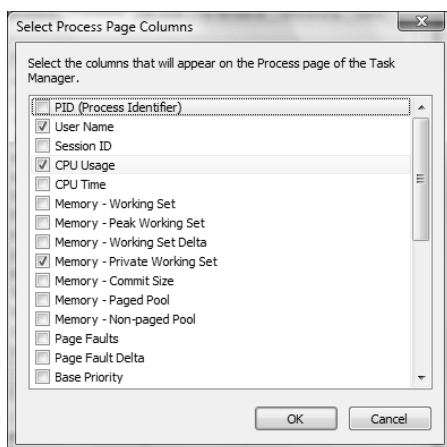 Select Process Page Columns
Select the columns that will appear on the Process page of the Task
Manager.
PID (Process Identifier)
User Name
Session ID
CPU Usage
CPU Time
Memory - Working Set
Memory - Peak Working Set
Memory - Working Set Delta
Memory - Private Working Set
Memory - Commit Size
Memory - Paged Pool
Memory - Non-paged Pool
Page Faults
Page Fault Delta
Base Priority
OK Cancel